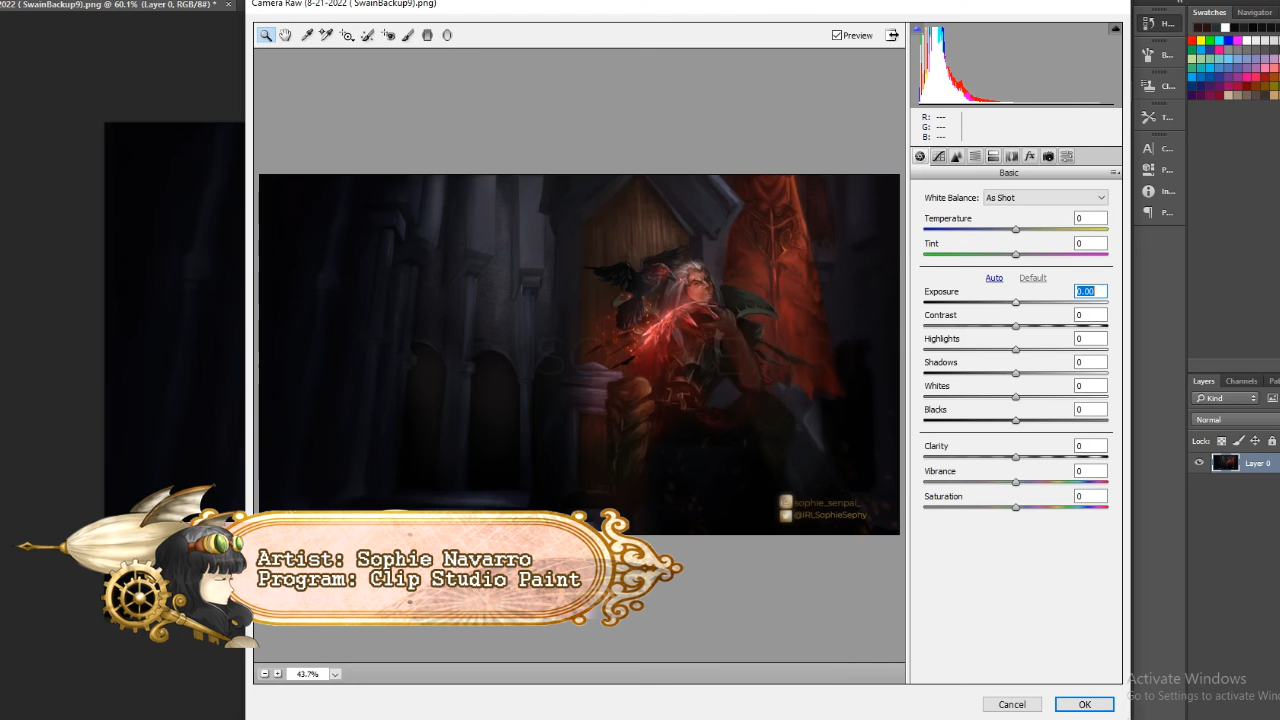 2022 ( SwainBackup9).png @ 60.1% (Layer 0, RGB/8#) * ×
Camera Raw (8-21-2022 ( SwainBackup9).png)
Preview
R: ---
G: ---
B: ---
Basic
White Balance: As Shot
Temperature 0
Tint 0
Auto Default
Exposure 0.00
Contrast 0
Highlights 0
Shadows 0
Whites 0
Blacks 0
Clarity 0
Vibrance 0
Saturation 0
sophie_senpai_
@IRLSophieSephy
Artist: Sophie Navarro
Program: Clip Studio Paint
43.7%
Cancel OK
H...
B...
Cl...
T...
C...
P...
In...
P...
Swatches Navigator
Layers Channels Pat
Kind
Normal
Lock:
Layer 0
Activate Windows
Go to Settings to activate Win